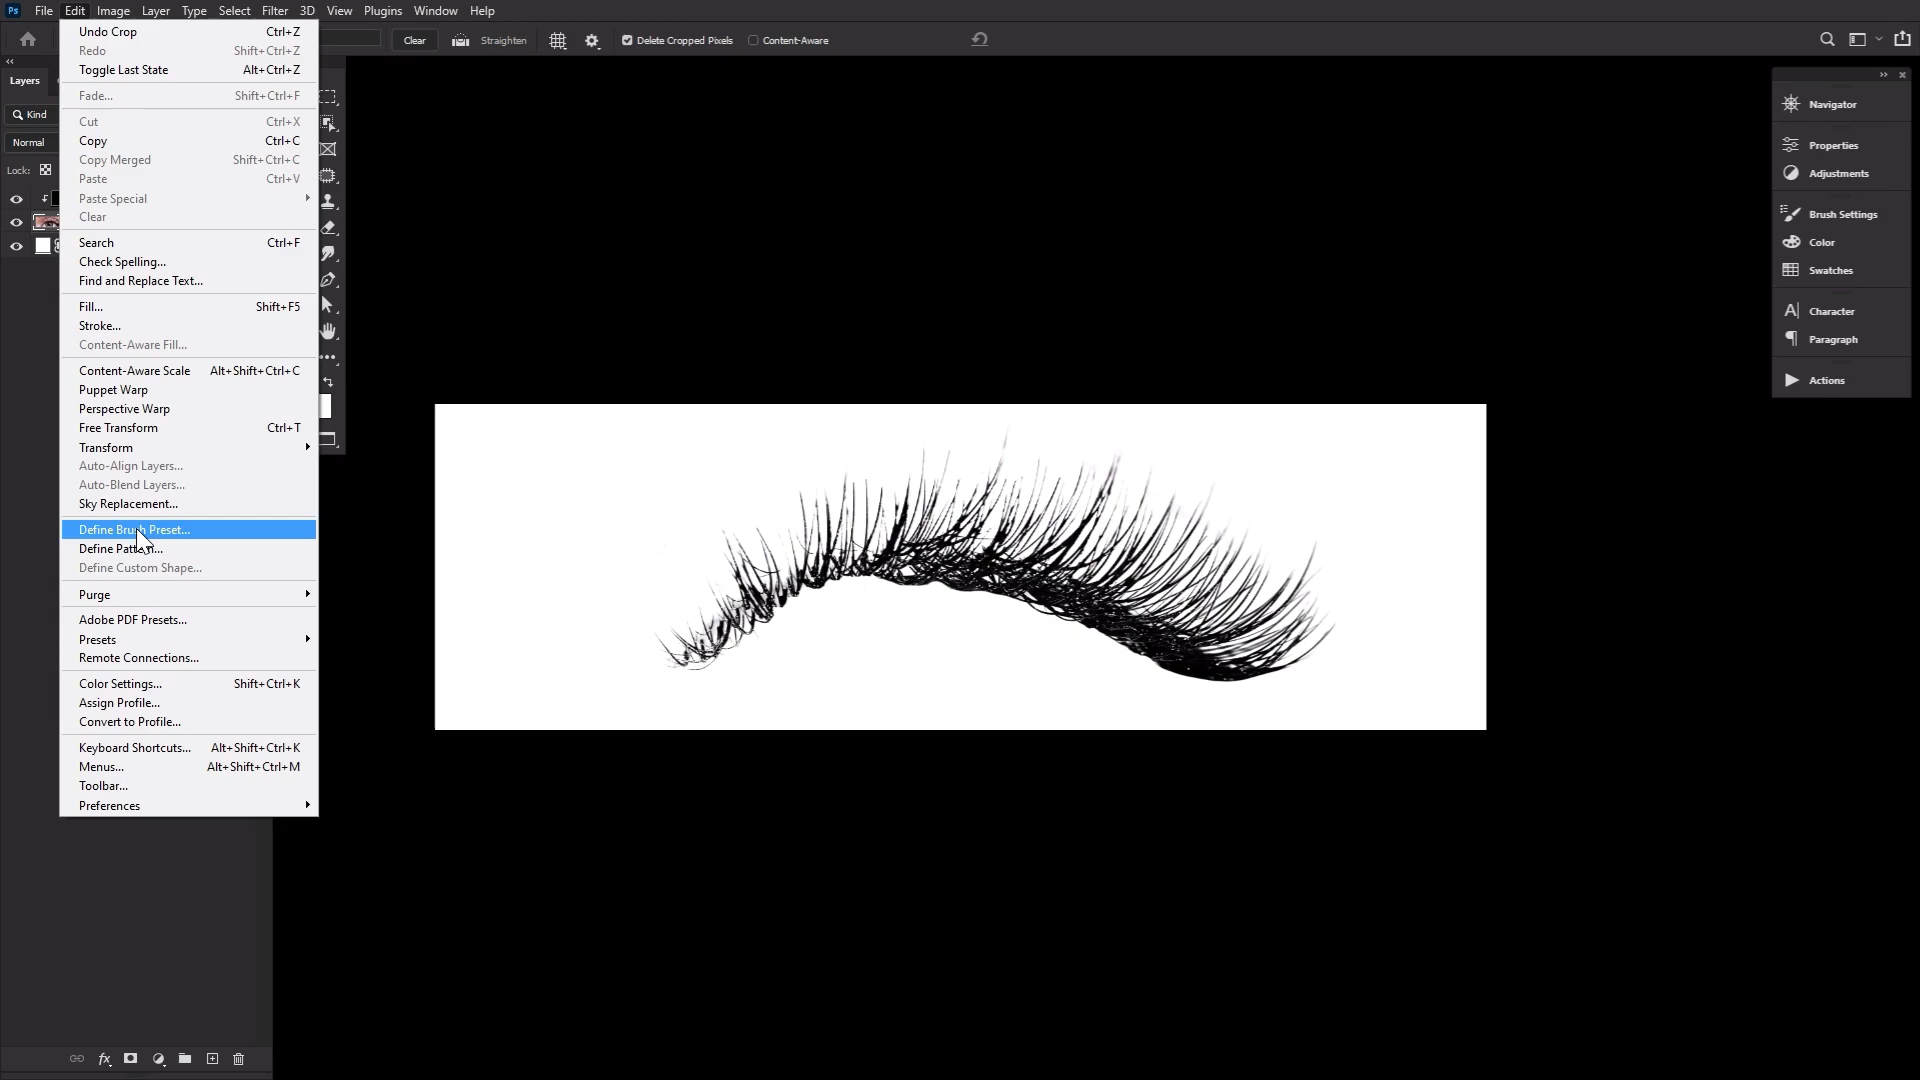 Ps File Edit Image Layer Type Select Filter 3D View Plugins Window Help
Clear Straighten Delete Cropped Pixels Content-Aware
Layers
Kind
Normal
Lock:
Undo Crop Ctrl+Z
Redo Shift+Ctrl+Z
Toggle Last State Alt+Ctrl+Z
Fade... Shift+Ctrl+F
Cut Ctrl+X
Copy Ctrl+C
Copy Merged Shift+Ctrl+C
Paste Ctrl+V
Paste Special
Clear
Search Ctrl+F
Check Spelling...
Find and Replace Text...
Fill... Shift+F5
Stroke...
Content-Aware Fill...
Content-Aware Scale Alt+Shift+Ctrl+C
Puppet Warp
Perspective Warp
Free Transform Ctrl+T
Transform
Auto-Align Layers...
Auto-Blend Layers...
Sky Replacement...
Define Brush Preset...
Define Pattern...
Define Custom Shape...
Purge
Adobe PDF Presets...
Presets
Remote Connections...
Color Settings... Shift+Ctrl+K
Assign Profile...
Convert to Profile...
Keyboard Shortcuts... Alt+Shift+Ctrl+K
Menus... Alt+Shift+Ctrl+M
Toolbar...
Preferences
fx
Navigator
Properties
Adjustments
Brush Settings
Color
Swatches
Character
Paragraph
Actions